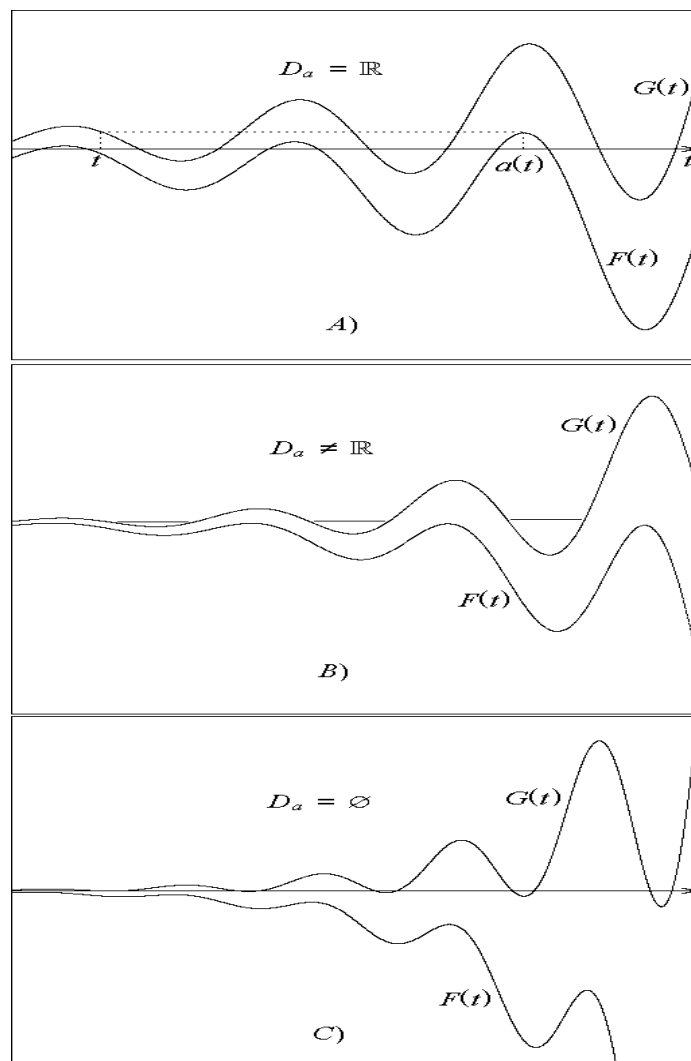 D_a = ℝ
G(t)
t a(t) t
F(t)
A)
G(t)
D_a ≠ ℝ
F(t)
B)
D_a = ∅
G(t)
F(t)
C)